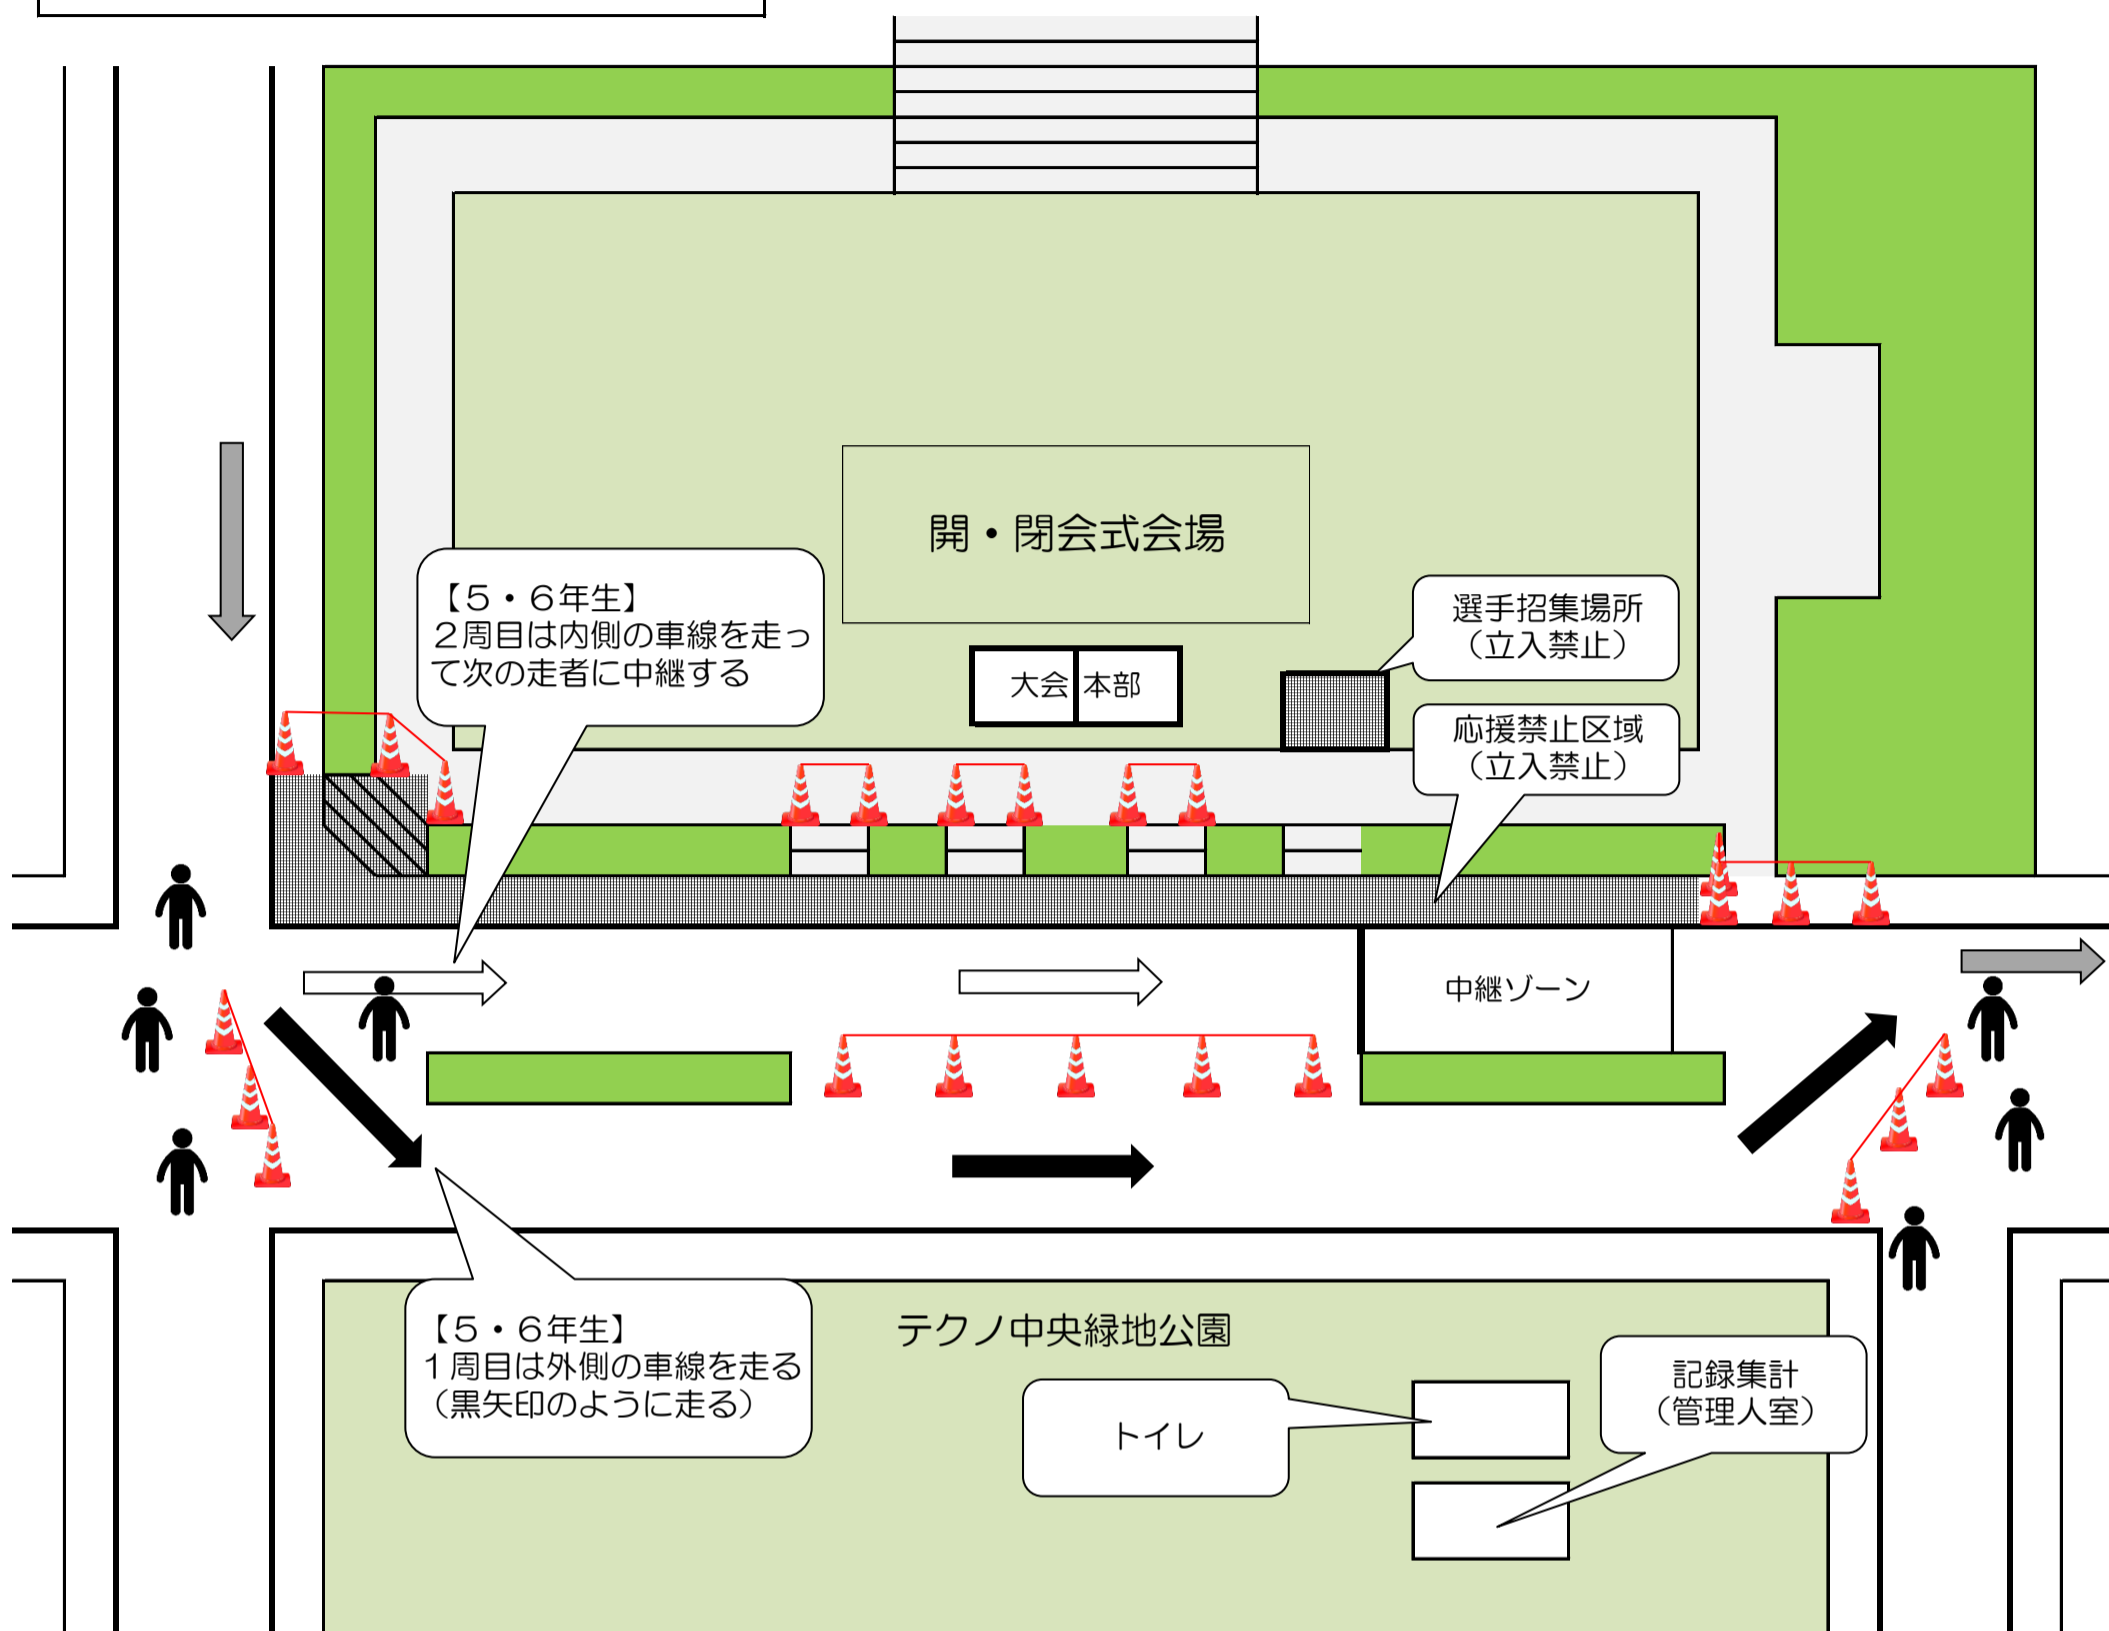 開・閉会式会場
【５・６年生】
２周目は内側の車線を走っ
て次の走者に中継する
選手招集場所
（立入禁止）
大会 本部
応援禁止区域
（立入禁止）
中継ゾーン
【５・６年生】
１周目は外側の車線を走る
（黒矢印のように走る）
テクノ中央緑地公園
トイレ
記録集計
（管理人室）